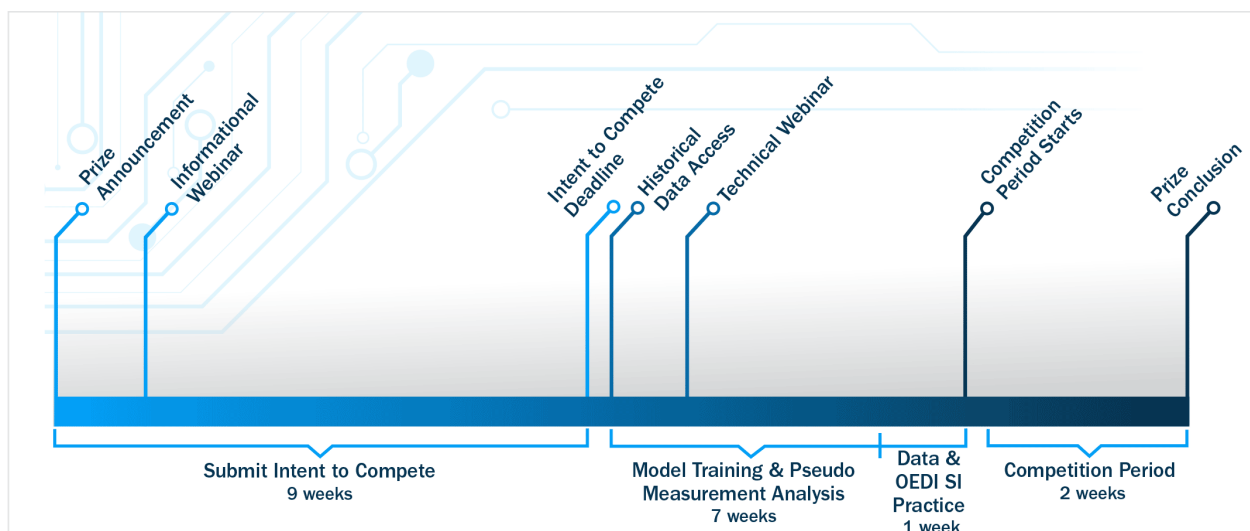 Prize
Announcement
Informational
Webinar
Intent to Compete
Deadline
Historical
Data Access
Technical Webinar
Competition
Period Starts
Prize
Conclusion
Submit Intent to Compete
9 weeks
Model Training & Pseudo
Measurement Analysis
7 weeks
Data &
OEDI SI
Practice
1 week
Competition Period
2 weeks